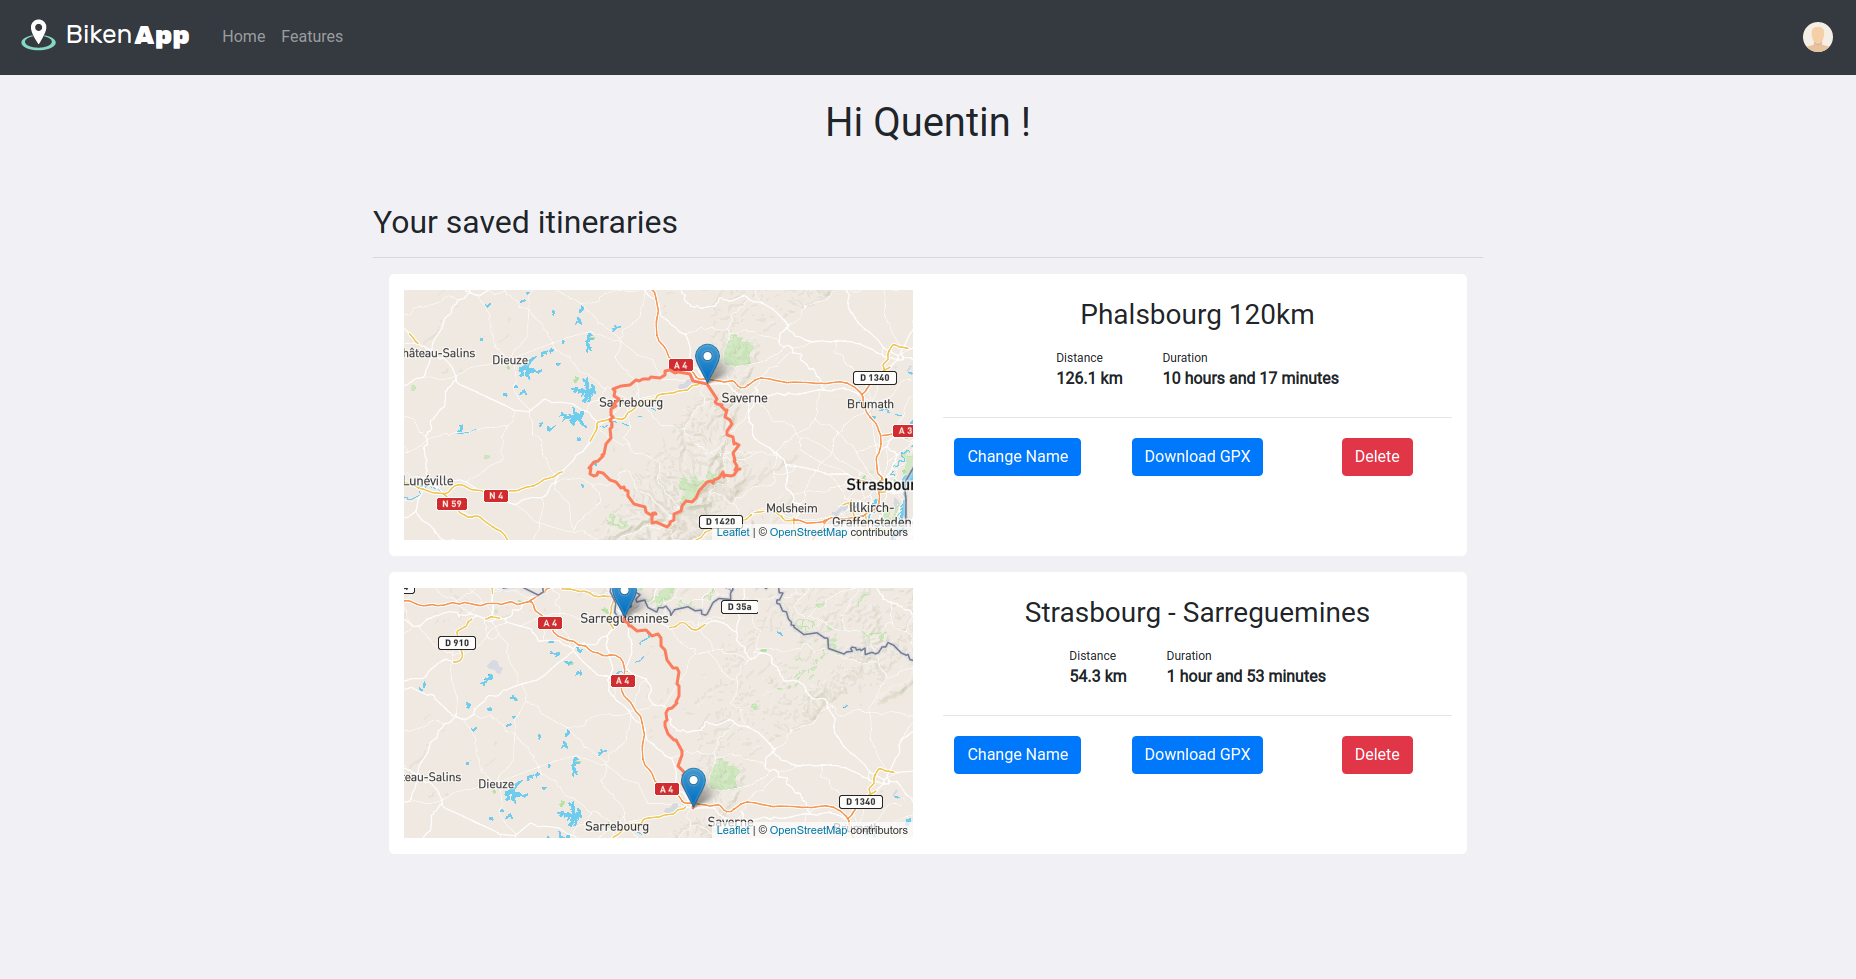 BikenApp
Home Features
Hi Quentin !
Your saved itineraries
hâteau-Salins
Dieuze
A 4
D 1340
Sarrebourg
Saverne
Brumath
A 3
Lunéville
N 4
N 59
Strasbour
Molsheim
Illkirch-
Graffenstaden
D 1420
Leaflet | © OpenStreetMap contributors
Phalsbourg 120km
Distance Duration
126.1 km 10 hours and 17 minutes
Change Name Download GPX Delete
D 35a
Sarreguemines
A 4
D 910
A 4
eau-Salins
Dieuze
A 4
D 1340
Sarrebourg
Saverne
Leaflet | © OpenStreetMap contributors
Strasbourg - Sarreguemines
Distance Duration
54.3 km 1 hour and 53 minutes
Change Name Download GPX Delete